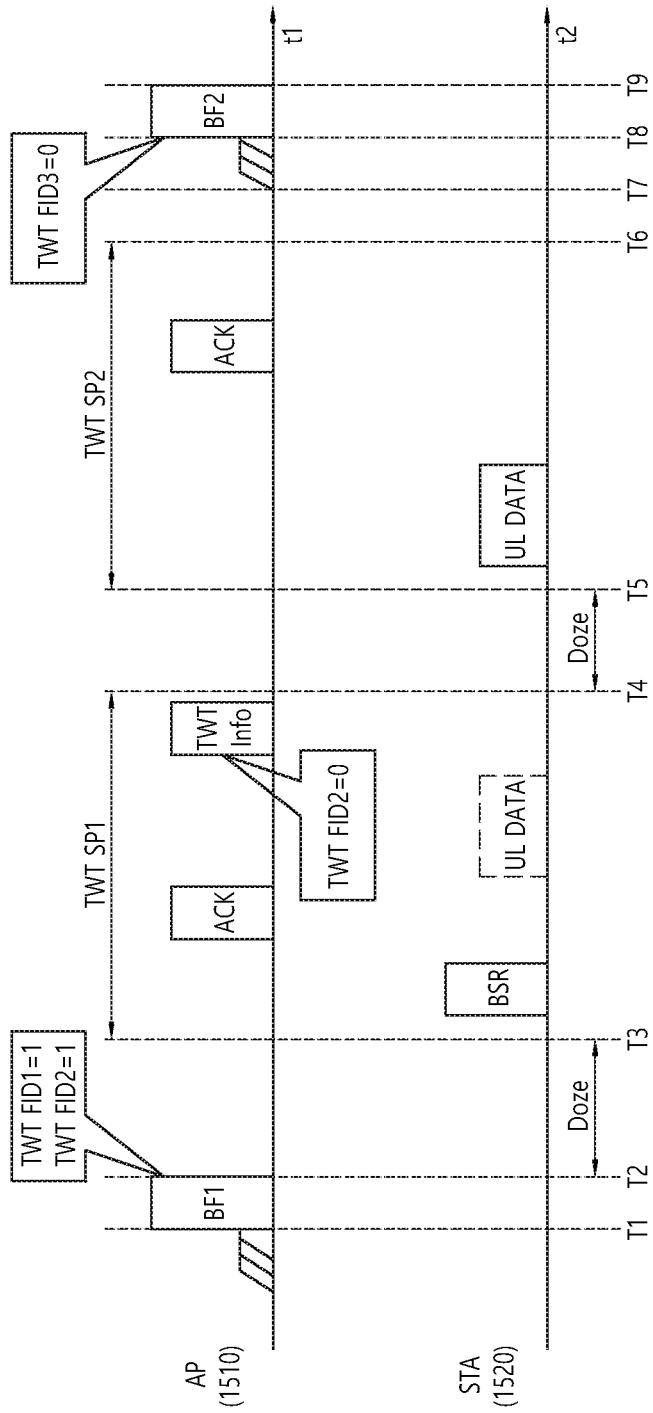 TWT FID1=1
TWT FID2=1
TWT FID3=0
TWT SP1
TWT SP2
AP
(1510)
BF1
ACK
TWT
Info
ACK
BF2
t1
TWT FID2=0
STA
(1520)
Doze
BSR
UL DATA
Doze
UL DATA
t2
T1
T2
T3
T4
T5
T6
T7
T8
T9